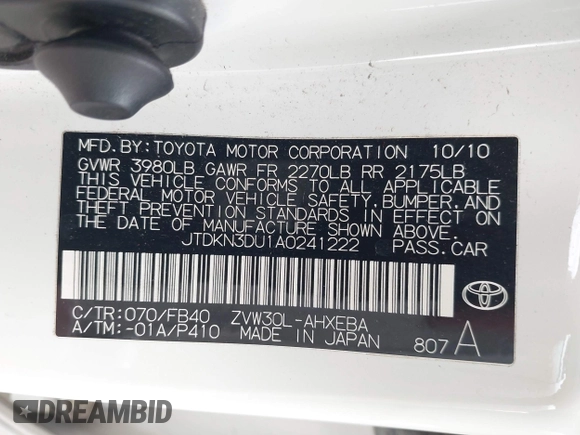 MFD.BY:TOYOTA MOTOR CORPORATION 10/10
GVWR 3980LB GAWR FR 2270LB RR 2175LB
THIS VEHICLE CONFORMS TO ALL APPLICABLE
FEDERAL MOTOR VEHICLE SAFETY,BUMPER,AND
THEFT PREVENTION STANDARDS IN EFFECT ON
THE DATE OF MANUFACTURE SHOWN ABOVE.
JTDKN3DU1A0241222 PASS.CAR
C/TR:070/FB40 ZVW30L-AHXEBA
A/TM:-01A/P410 MADE IN JAPAN 807 A
DREAMBID